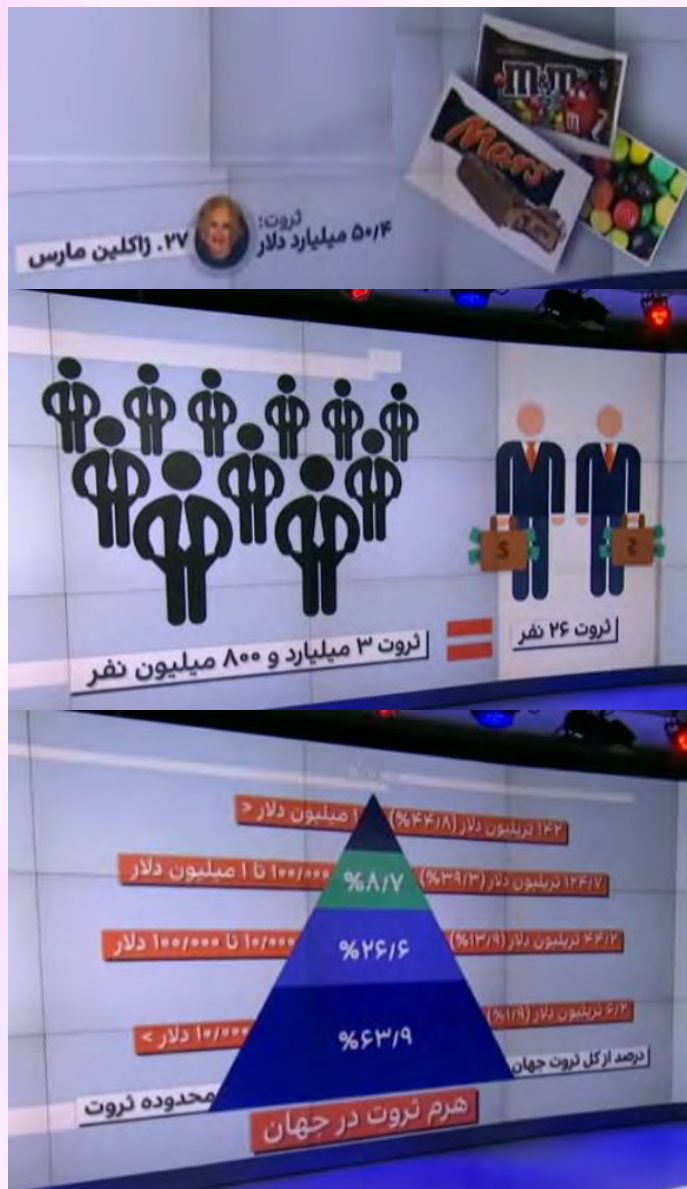 m&m's
Mars
ثروت:
۵۰/۴ میلیارد دلار
۲۷. ژاکلین مارس
ثروت ۲۶ نفر
=
ثروت ۳ میلیارد و ۸۰۰ میلیون نفر
۱۴۲ تریلیون دلار (%۴۴/۸)
۱ میلیون دلار <
۱۲۴/۷ تریلیون دلار (%۳۹/۳)
%۸/۷
۱۰۰/۰۰۰ تا ۱ میلیون دلار
۴۴/۲ تریلیون دلار (%۱۳/۹)
%۲۶/۶
۱۰/۰۰۰ تا ۱۰۰/۰۰۰ دلار
۶/۲ تریلیون دلار (%۱/۹)
%۶۳/۹
۱۰/۰۰۰ دلار >
درصد از کل ثروت جهان
محدوده ثروت
هرم ثروت در جهان